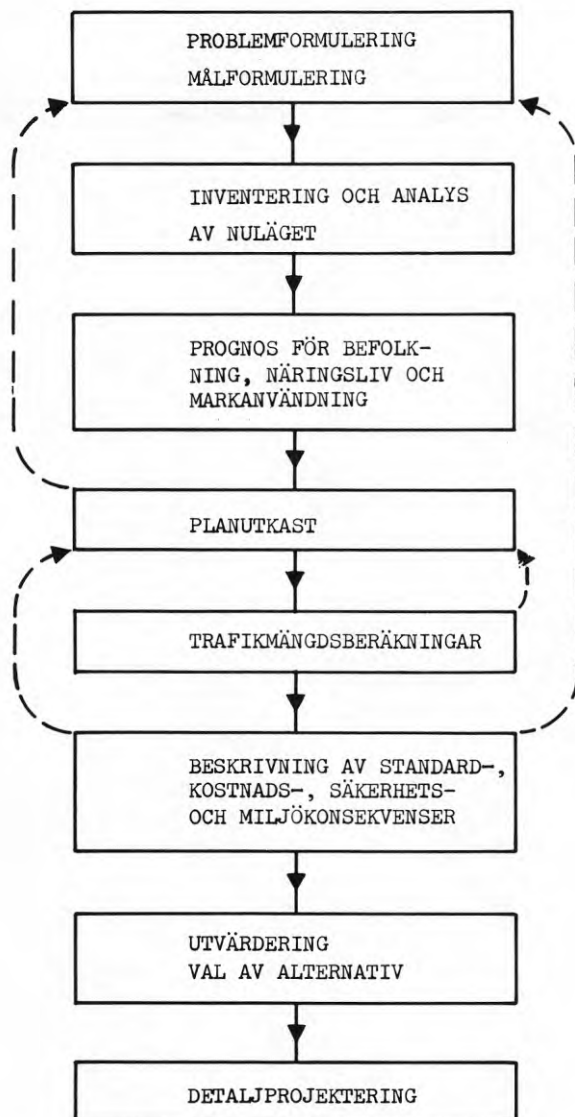 PROBLEMFORMULERING
MÅLFORMULERING
INVENTERING OCH ANALYS
AV NULÄGET
PROGNOS FÖR BEFOLK-
NING, NÄRINGSLIV OCH
MARKANVÄNDNING
PLANUTKAST
TRAFIKMÄNGDSBERÄKNINGAR
BESKRIVNING AV STANDARD-,
KOSTNADS-, SÄKERHETS-
OCH MILJÖKONSEKVENSER
UTVÄRDERING
VAL AV ALTERNATIV
DETALJPROJEKTERING